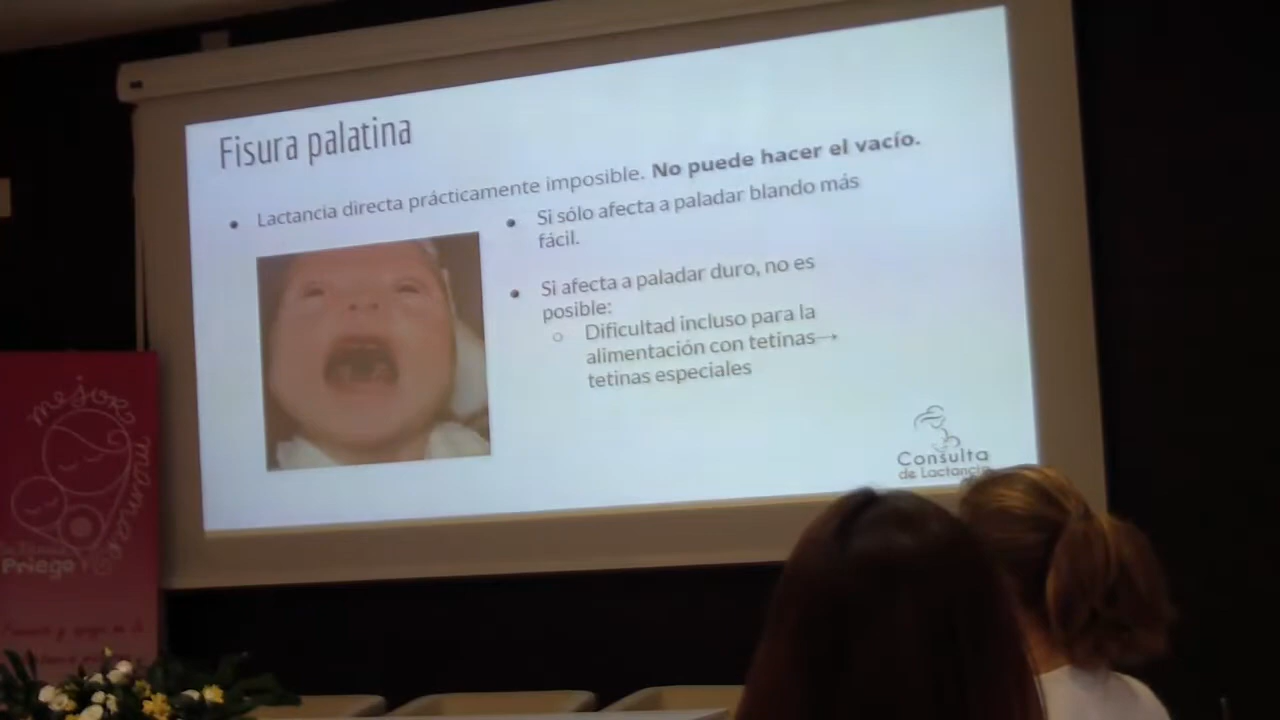 Fisura palatina
Lactancia directa prácticamente imposible. No puede hacer el vacío.
Si sólo afecta a paladar blando más
fácil.
Si afecta a paladar duro, no es
posible:
Dificultad incluso para la
alimentación con tetinas→
tetinas especiales
Consulta
de Lactancia
mejor
mamar
Priego